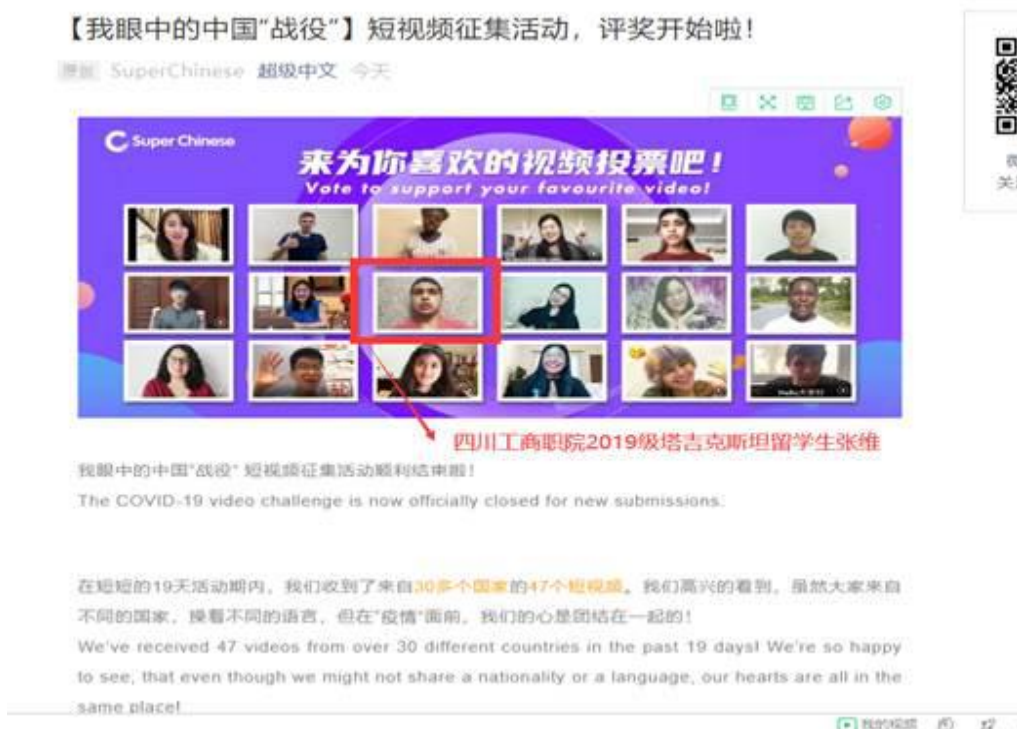 【我眼中的中国“战役”】短视频征集活动，评奖开始啦！
原创 SuperChinese 超级中文 今天
Super Chinese
来为你喜欢的视频投票吧！
Vote to support your favourite video!
四川工商职院2019级塔吉克斯坦留学生张维
我眼中的中国“战役” 短视频征集活动顺利结束啦！
The COVID-19 video challenge is now officially closed for new submissions.
在短短的19天活动期内，我们收到了来自30多个国家的47个短视频。我们高兴的看到，虽然大家来自
不同的国家，操着不同的语言，但在“疫情”面前，我们的心是团结在一起的！
We've received 47 videos from over 30 different countries in the past 19 days! We're so happy
to see, that even though we might not share a nationality or a language, our hearts are all in the
same place!
我的视频